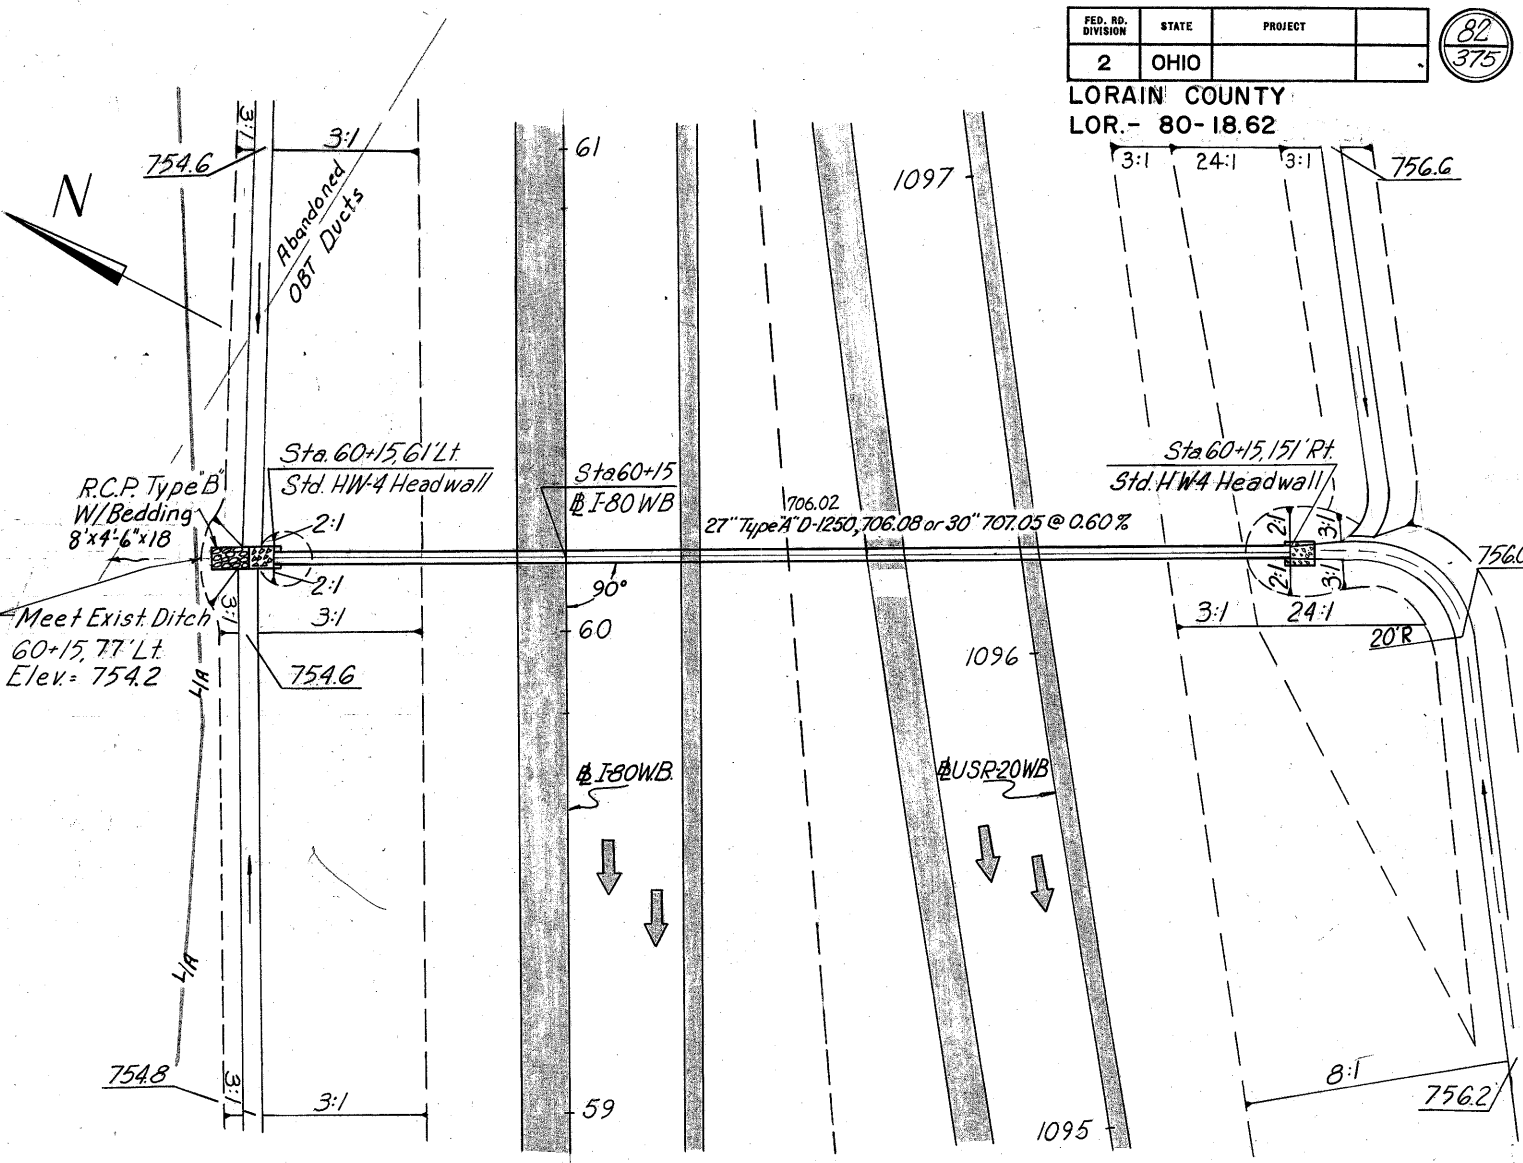 FED. RD. DIVISION STATE PROJECT
2 OHIO
82
375
LORAIN COUNTY
LOR.- 80-18.62
3:1
754.6
3:1
61
1097
3:1 24:1 3:1
756.6
N
Abandoned
OBT Ducts
Sta. 60+15, 61' Lt.
Std. HW-4 Headwall
R.C.P. Type "B"
W/Bedding
8'x4'-6"x18
2:1
2:1
Sta 60+15
℄ I-80 WB
706.02
27" Type "A" D-1250, 706.08 or 30" 707.05 @ 0.60 %
Sta 60+15, 151' Rt.
Std. HW-4 Headwall
2:1 3:1
2:1 3:1
756.0
90°
Meet Exist. Ditch
60+15, 77' Lt.
Elev. = 754.2
3:1
3:1
60
3:1 24:1
20'R
1096
754.6
L/A
℄ I-80 W.B.
℄ USR-20 WB
L/A
754.8
3:1
3:1
59
1095
8:1
756.2